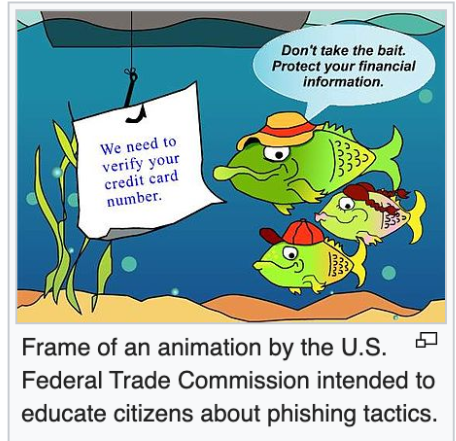 Don't take the bait.
Protect your financial
information.
We need to
verify your
credit card
number.
Frame of an animation by the U.S.
Federal Trade Commission intended to
educate citizens about phishing tactics.